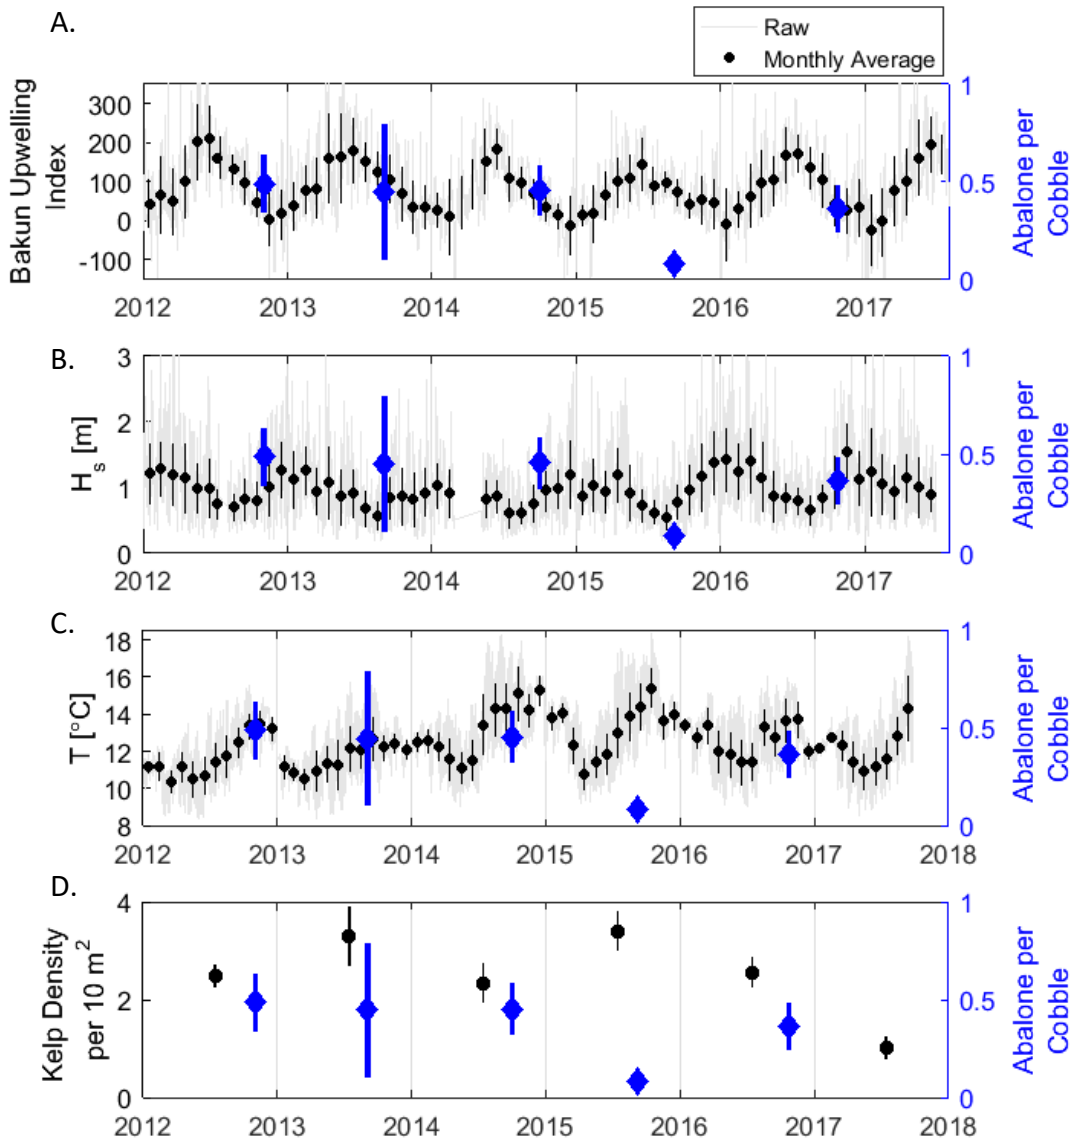 A.
Raw
Monthly Average
Bakun Upwelling
Index
300
200
100
0
-100
1
0.5
0
Abalone per
Cobble
2012 2013 2014 2015 2016 2017
B.
H s [m]
3
2
1
0
1
0.5
0
Abalone per
Cobble
2012 2013 2014 2015 2016 2017
C.
T [°C]
18
16
14
12
10
8
1
0.5
0
Abalone per
Cobble
2012 2013 2014 2015 2016 2017 2018
D.
Kelp Density
per 10 m²
4
2
0
1
0.5
0
Abalone per
Cobble
2012 2013 2014 2015 2016 2017 2018